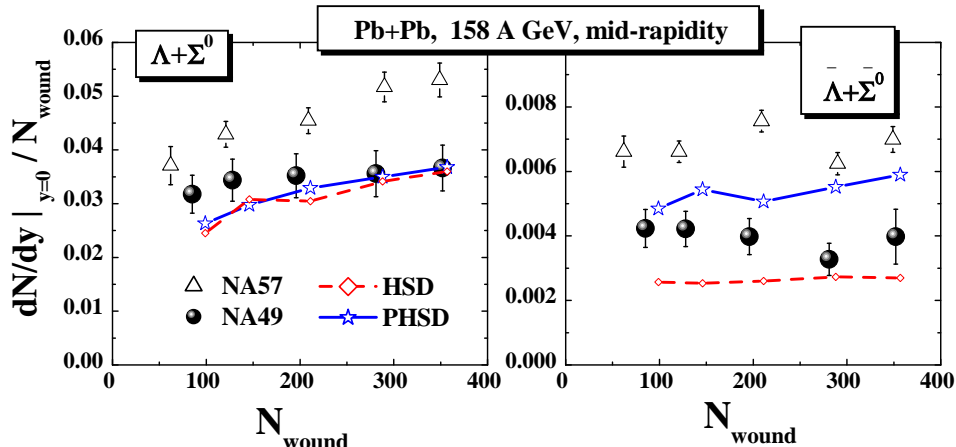 Pb+Pb, 158 A GeV, mid-rapidity
Λ+Σ⁰
Λ̄+Σ̄⁰
dN/dy |y=0 / Nwound
0.06
0.05
0.04
0.03
0.02
0.01
0.00
0.008
0.006
0.004
0.002
0.000
NA57
HSD
NA49
PHSD
0 100 200 300 400
0 100 200 300 400
Nwound
Nwound